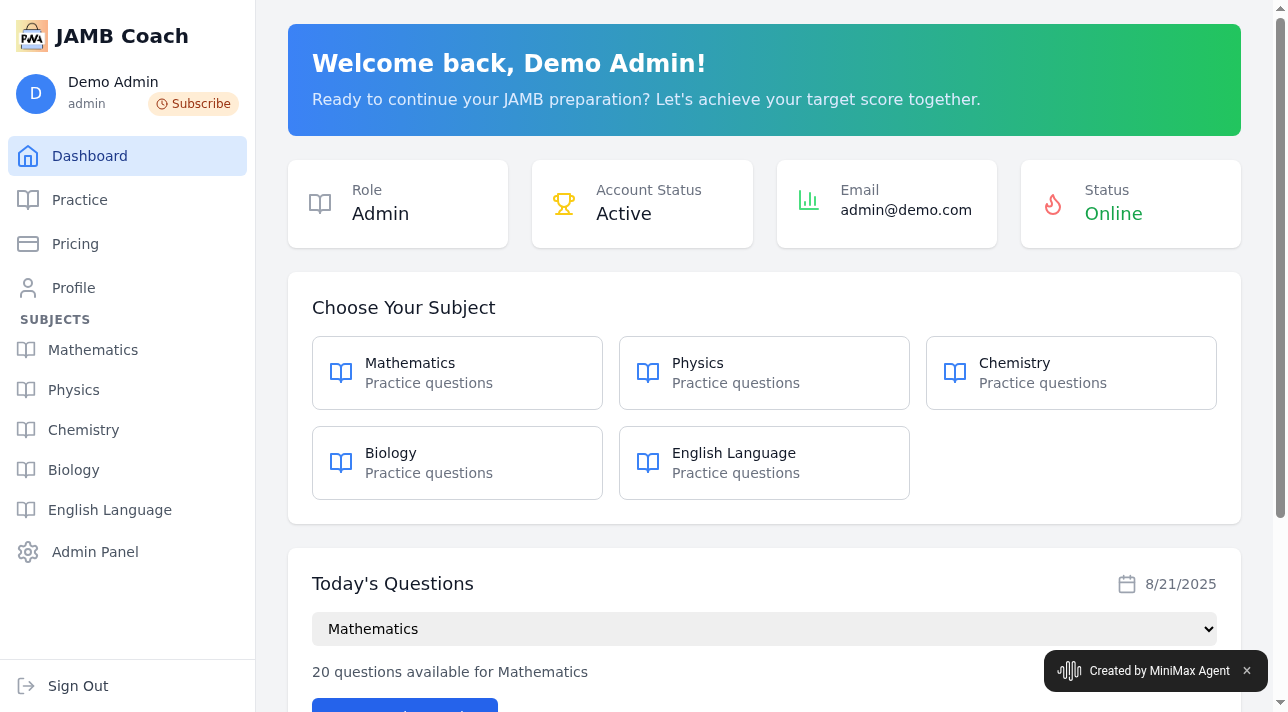 PWA
JAMB Coach
D
Demo Admin
admin
Subscribe
Dashboard
Practice
Pricing
Profile
SUBJECTS
Mathematics
Physics
Chemistry
Biology
English Language
Admin Panel
Sign Out
Welcome back, Demo Admin!
Ready to continue your JAMB preparation? Let's achieve your target score together.
Role
Admin
Account Status
Active
Email
admin@demo.com
Status
Online
Choose Your Subject
Mathematics
Practice questions
Physics
Practice questions
Chemistry
Practice questions
Biology
Practice questions
English Language
Practice questions
Today's Questions
8/21/2025
Mathematics
20 questions available for Mathematics
Created by MiniMax Agent ×